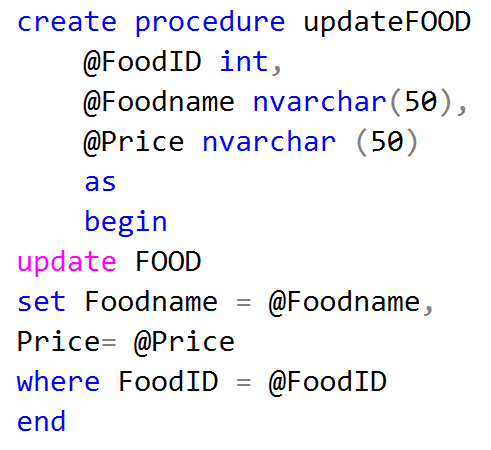 create procedure updateFOOD
@FoodID int,
@Foodname nvarchar(50),
@Price nvarchar (50)
as
begin
update FOOD
set Foodname = @Foodname,
Price= @Price
where FoodID = @FoodID
end